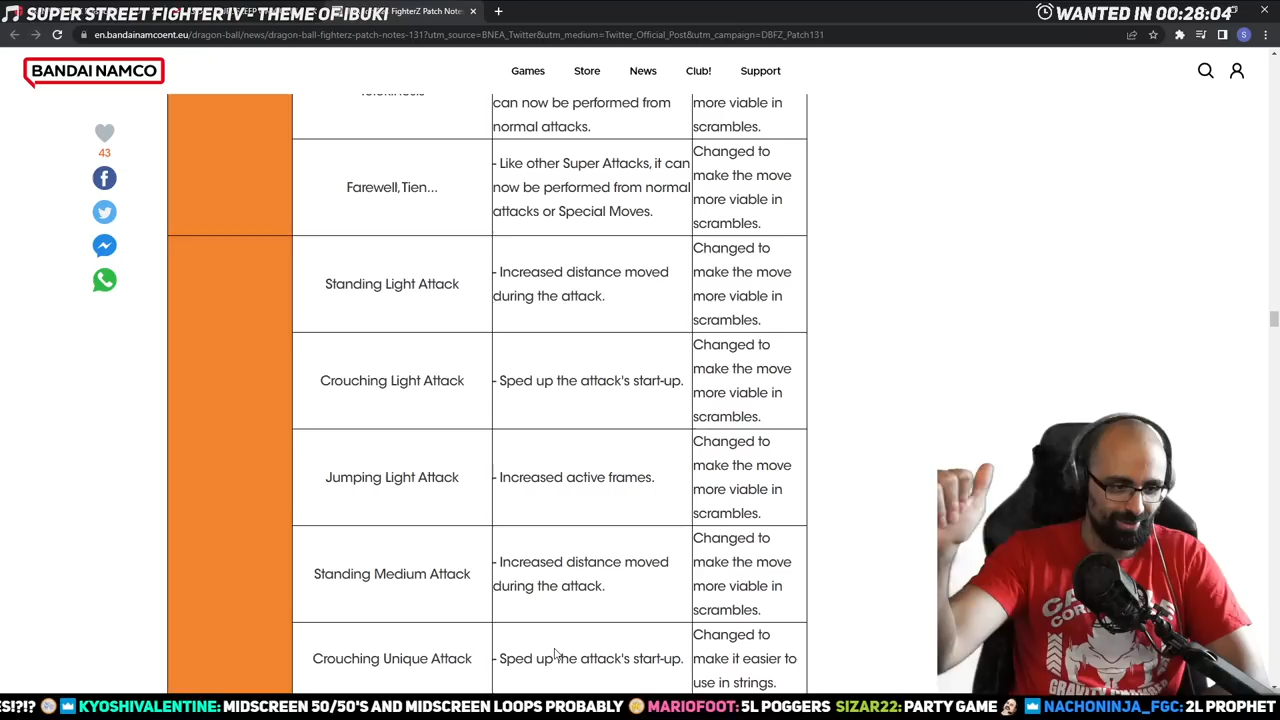 SUPER STREET FIGHTER IV - THEME OF IBUKI
FighterZ Patch Note
WANTED IN 00:28:04
en.bandainamcoent.eu/dragon-ball/news/dragon-ball-fighterz-patch-notes-131?utm_source=BNEA_Twitter&utm_medium=Twitter_Official_Post&utm_campaign=DBFZ_Patch131
S
BANDAI NAMCO
Games
Store
News
Club!
Support
43
can now be performed from
normal attacks.
more viable in
scrambles.
Farewell, Tien...
- Like other Super Attacks, it can
now be performed from normal
attacks or Special Moves.
Changed to
make the move
more viable in
scrambles.
Standing Light Attack
- Increased distance moved
during the attack.
Changed to
make the move
more viable in
scrambles.
Crouching Light Attack
- Sped up the attack's start-up.
Changed to
make the move
more viable in
scrambles.
Jumping Light Attack
- Increased active frames.
Changed to
make the move
more viable in
scrambles.
Standing Medium Attack
- Increased distance moved
during the attack.
Changed to
make the move
more viable in
scrambles.
Crouching Unique Attack
- Sped up the attack's start-up.
Changed to
make it easier to
use in strings.
ES!?!? KYOSHIVALENTINE: MIDSCREEN 50/50'S AND MIDSCREEN LOOPS PROBABLY MARIOFOOT: 5L POGGERS SIZAR22: PARTY GAME NACHONINJA_FGC: 2L PROPHET